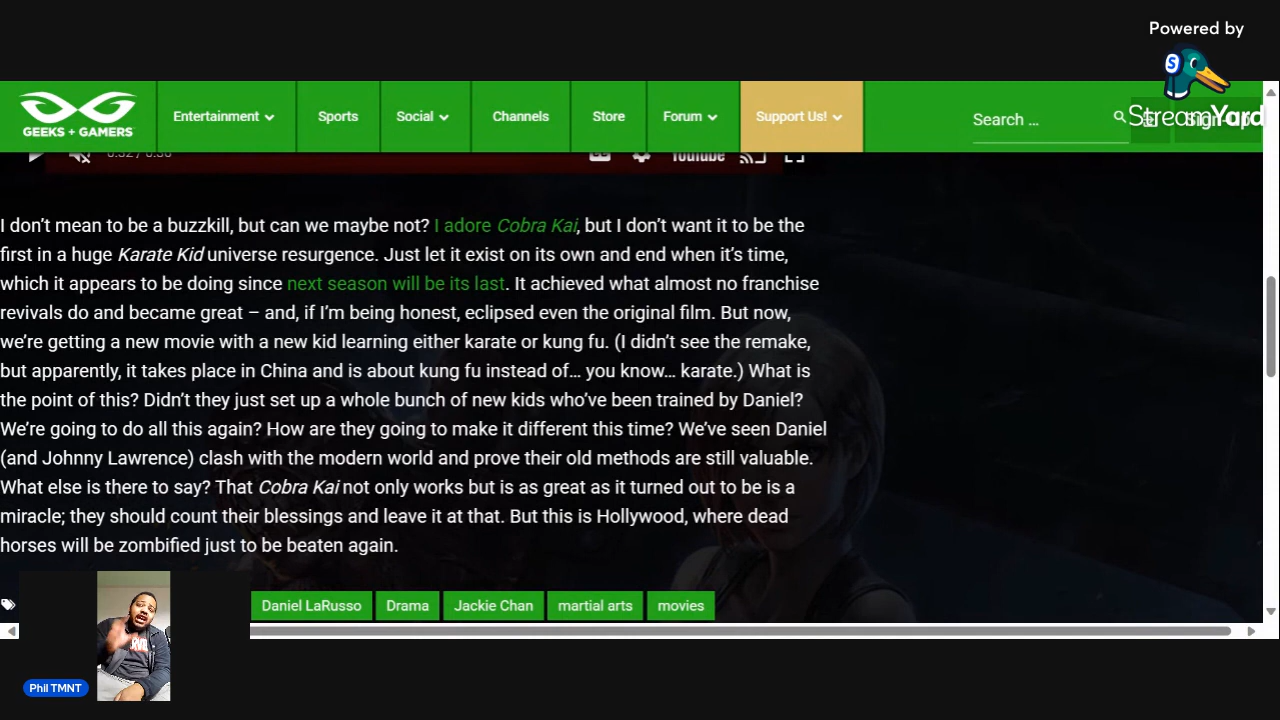 Powered by
StreamYard
GEEKS + GAMERS
Entertainment
Sports
Social
Channels
Store
Forum
Support Us!
Search ...
YouTube
I don't mean to be a buzzkill, but can we maybe not? I adore Cobra Kai, but I don't want it to be the
first in a huge Karate Kid universe resurgence. Just let it exist on its own and end when it's time,
which it appears to be doing since next season will be its last. It achieved what almost no franchise
revivals do and became great – and, if I'm being honest, eclipsed even the original film. But now,
we're getting a new movie with a new kid learning either karate or kung fu. (I didn't see the remake,
but apparently, it takes place in China and is about kung fu instead of… you know… karate.) What is
the point of this? Didn't they just set up a whole bunch of new kids who've been trained by Daniel?
We're going to do all this again? How are they going to make it different this time? We've seen Daniel
(and Johnny Lawrence) clash with the modern world and prove their old methods are still valuable.
What else is there to say? That Cobra Kai not only works but is as great as it turned out to be is a
miracle; they should count their blessings and leave it at that. But this is Hollywood, where dead
horses will be zombified just to be beaten again.
Daniel LaRusso
Drama
Jackie Chan
martial arts
movies
Phil TMNT